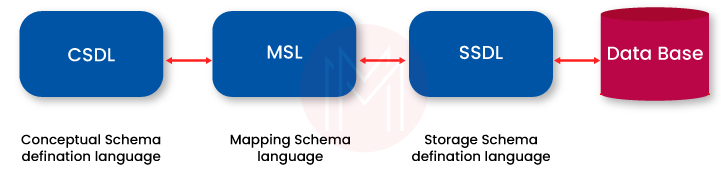 CSDL
MSL
SSDL
Data Base
Conceptual Schema
defination language
Mapping Schema
language
Storage Schema
defination language